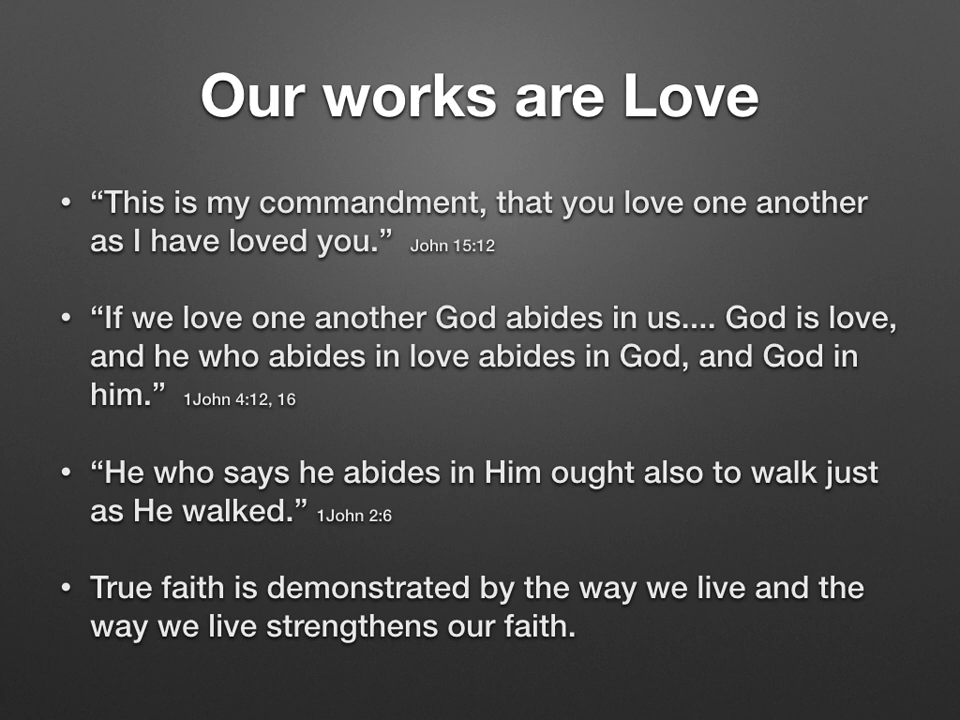 Our works are Love
• “This is my commandment, that you love one another
as I have loved you.” John 15:12
• “If we love one another God abides in us.... God is love,
and he who abides in love abides in God, and God in
him.” 1John 4:12, 16
• “He who says he abides in Him ought also to walk just
as He walked.” 1John 2:6
• True faith is demonstrated by the way we live and the
way we live strengthens our faith.